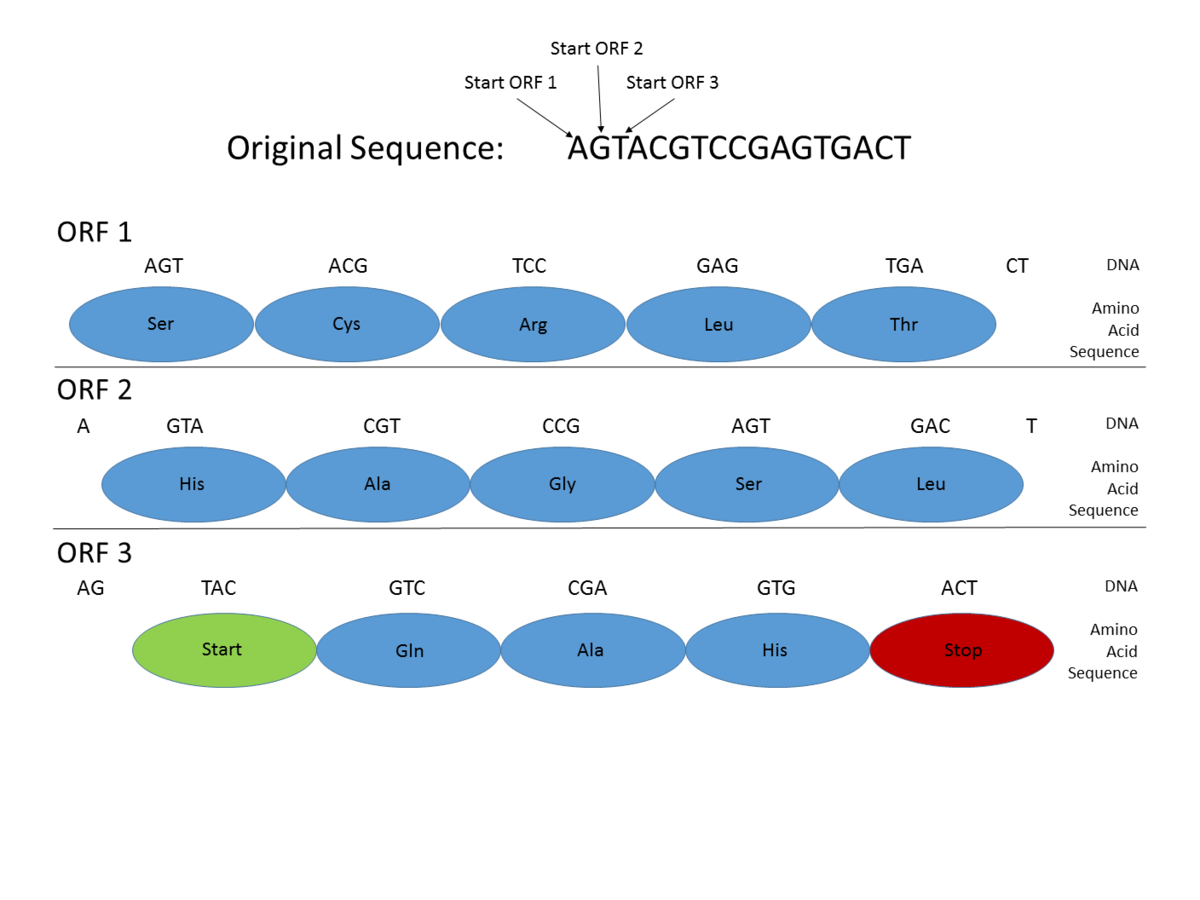 Start ORF 2
Start ORF 1 Start ORF 3
Original Sequence: AGTACGTCCGAGTGACT
ORF 1
AGT ACG TCC GAG TGA CT DNA
Ser Cys Arg Leu Thr Amino
Acid
Sequence
ORF 2
A GTA CGT CCG AGT GAC T DNA
His Ala Gly Ser Leu Amino
Acid
Sequence
ORF 3
AG TAC GTC CGA GTG ACT DNA
Start Gln Ala His Stop Amino
Acid
Sequence